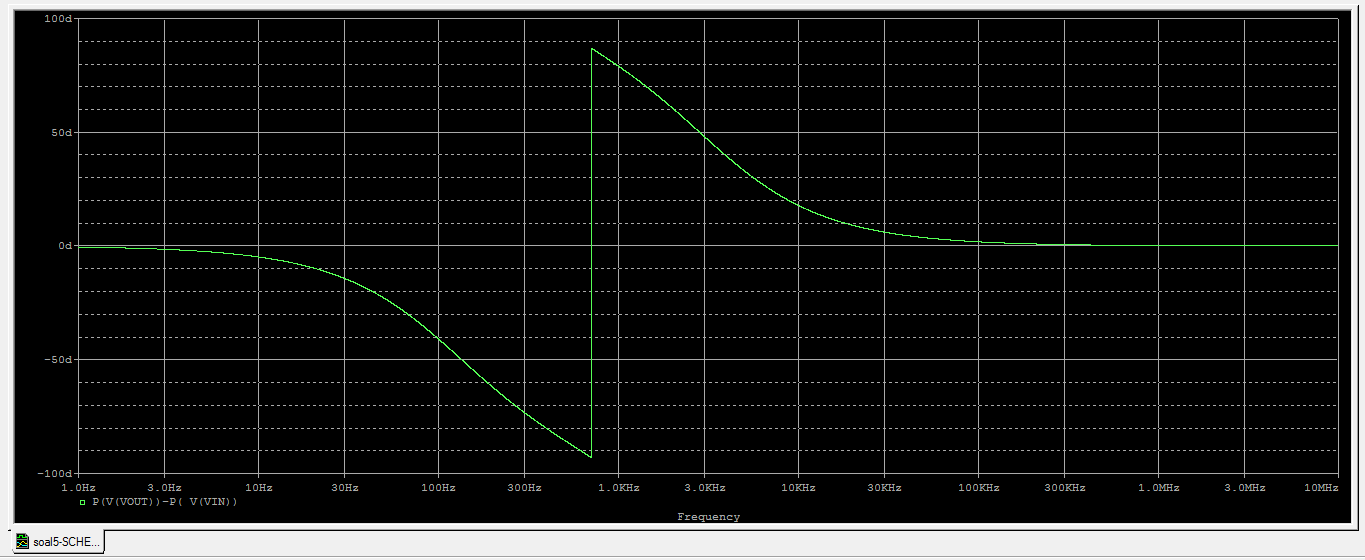 100d
50d
0d
-50d
-100d
1.0Hz 3.0Hz 10Hz 30Hz 100Hz 300Hz 1.0KHz 3.0KHz 10KHz 30KHz 100KHz 300KHz 1.0MHz 3.0MHz 10MHz
P(V(VOUT))-P( V(VIN))
Frequency
soal5-SCHE...